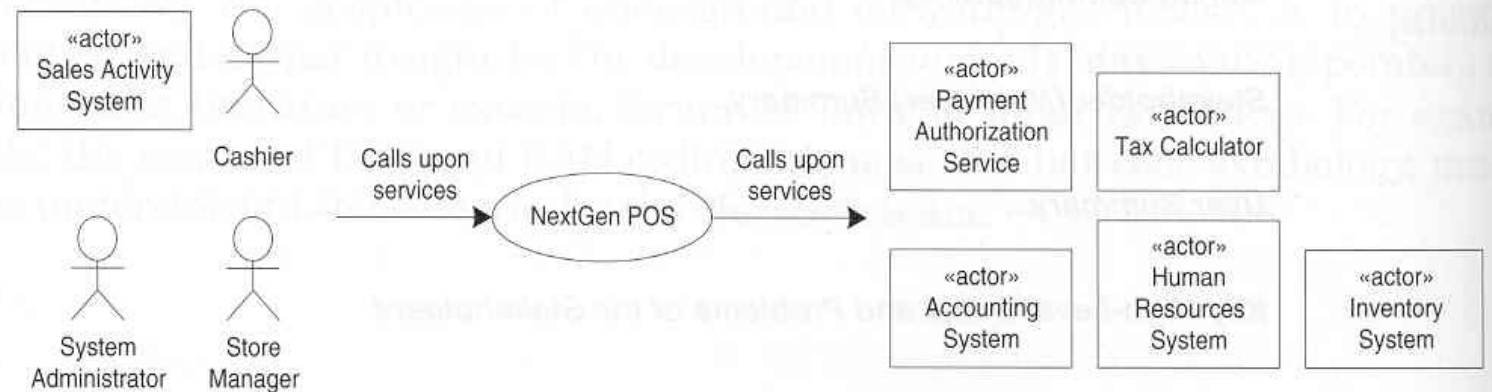 «actor»
Sales Activity
System
Cashier
System
Administrator
Store
Manager
Calls upon
services
NextGen POS
Calls upon
services
«actor»
Payment
Authorization
Service
«actor»
Tax Calculator
«actor»
Accounting
System
«actor»
Human
Resources
System
«actor»
Inventory
System